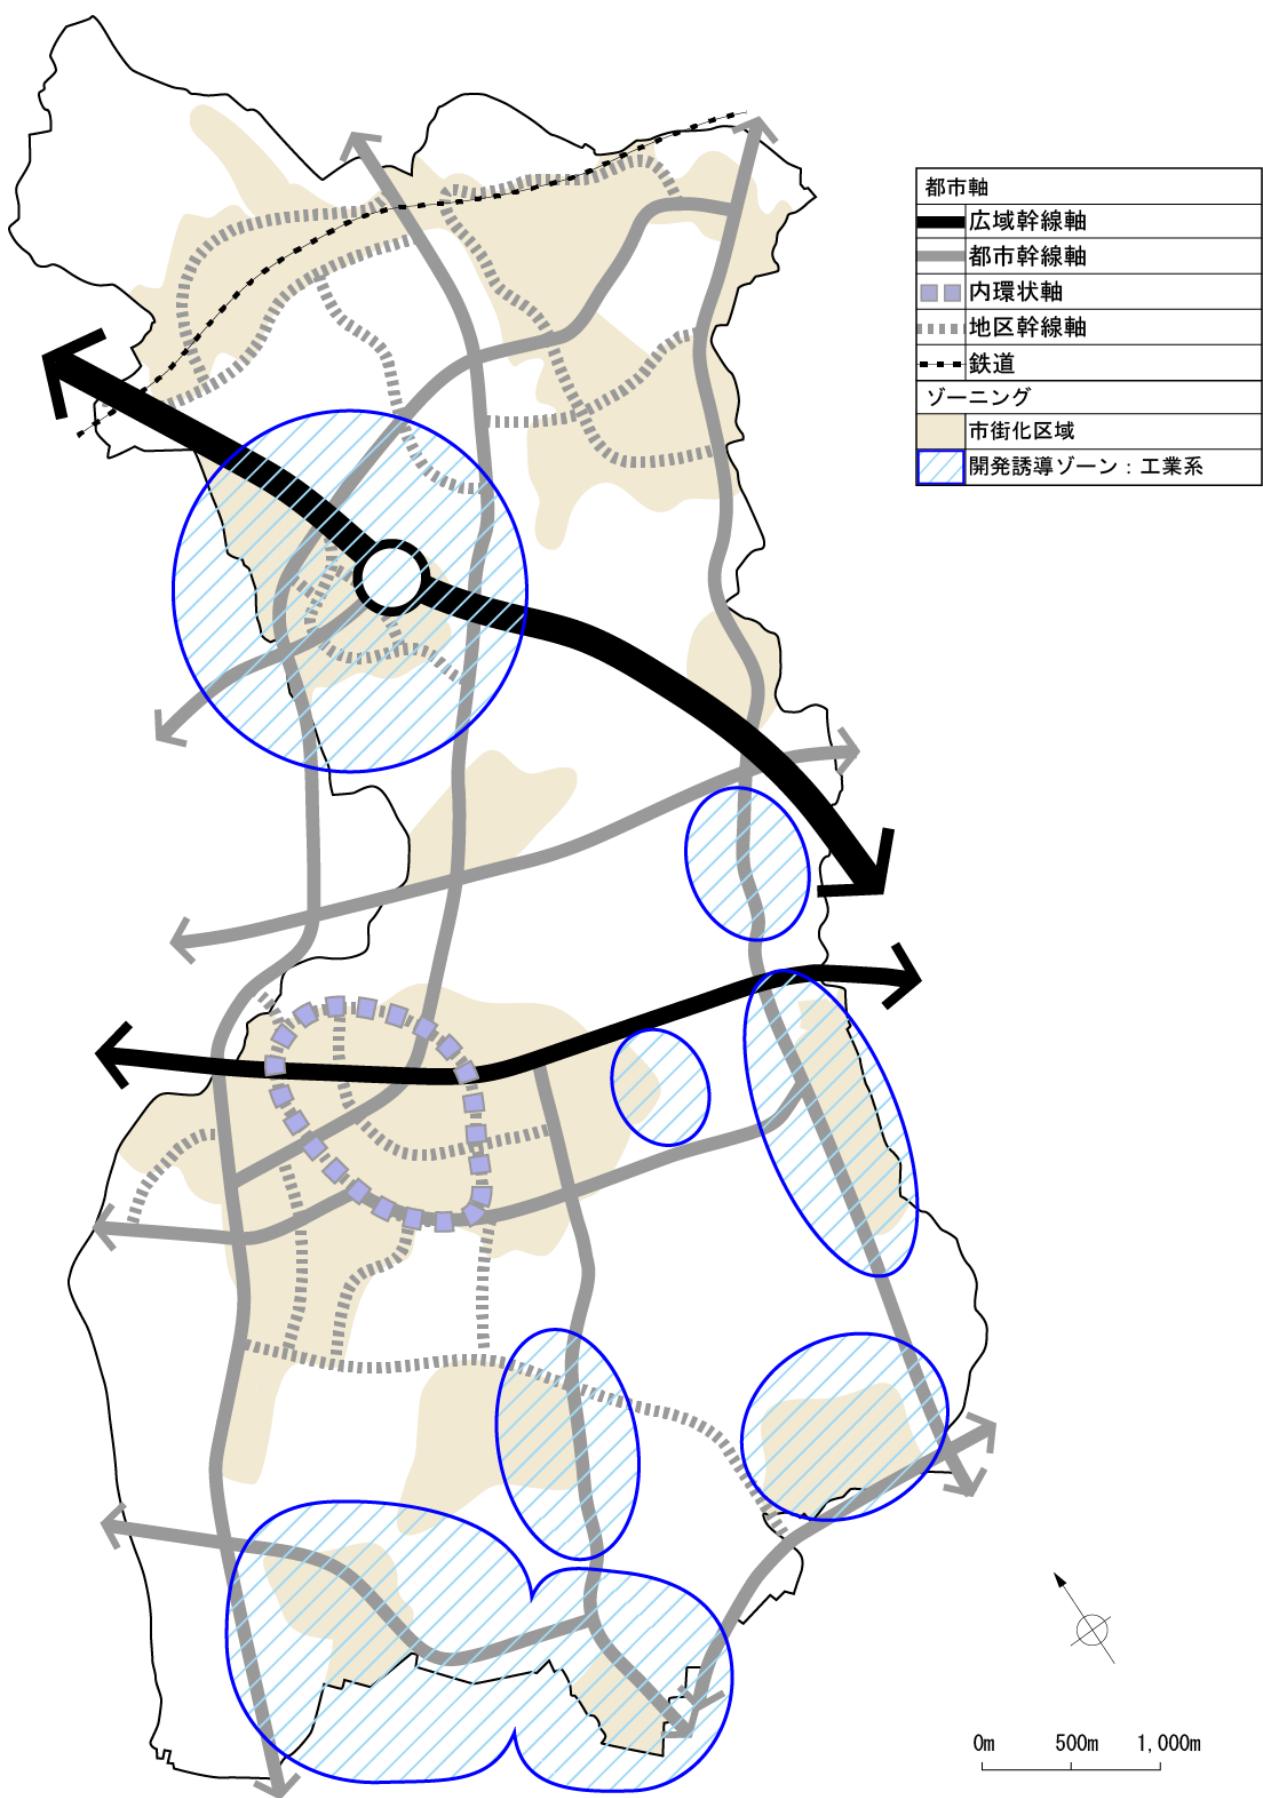 都市軸
広域幹線軸
都市幹線軸
内環状軸
地区幹線軸
鉄道
ゾーニング
市街化区域
開発誘導ゾーン：工業系
0m 500m 1,000m